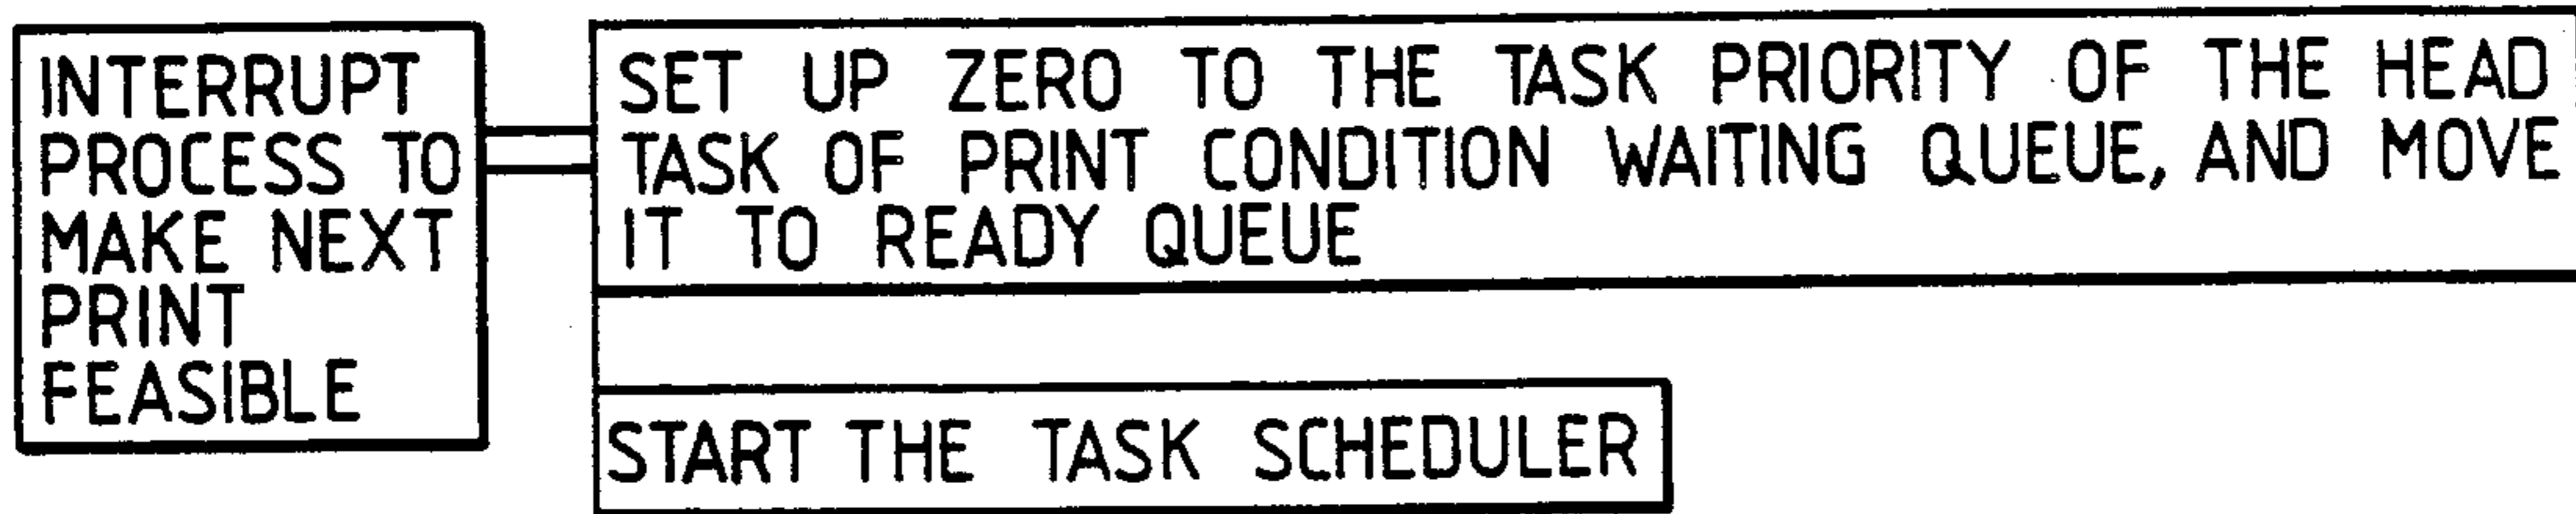 INTERRUPT
PROCESS TO
MAKE NEXT
PRINT
FEASIBLE
SET UP ZERO TO THE TASK PRIORITY OF THE HEAD
TASK OF PRINT CONDITION WAITING QUEUE, AND MOVE
IT TO READY QUEUE
START THE TASK SCHEDULER